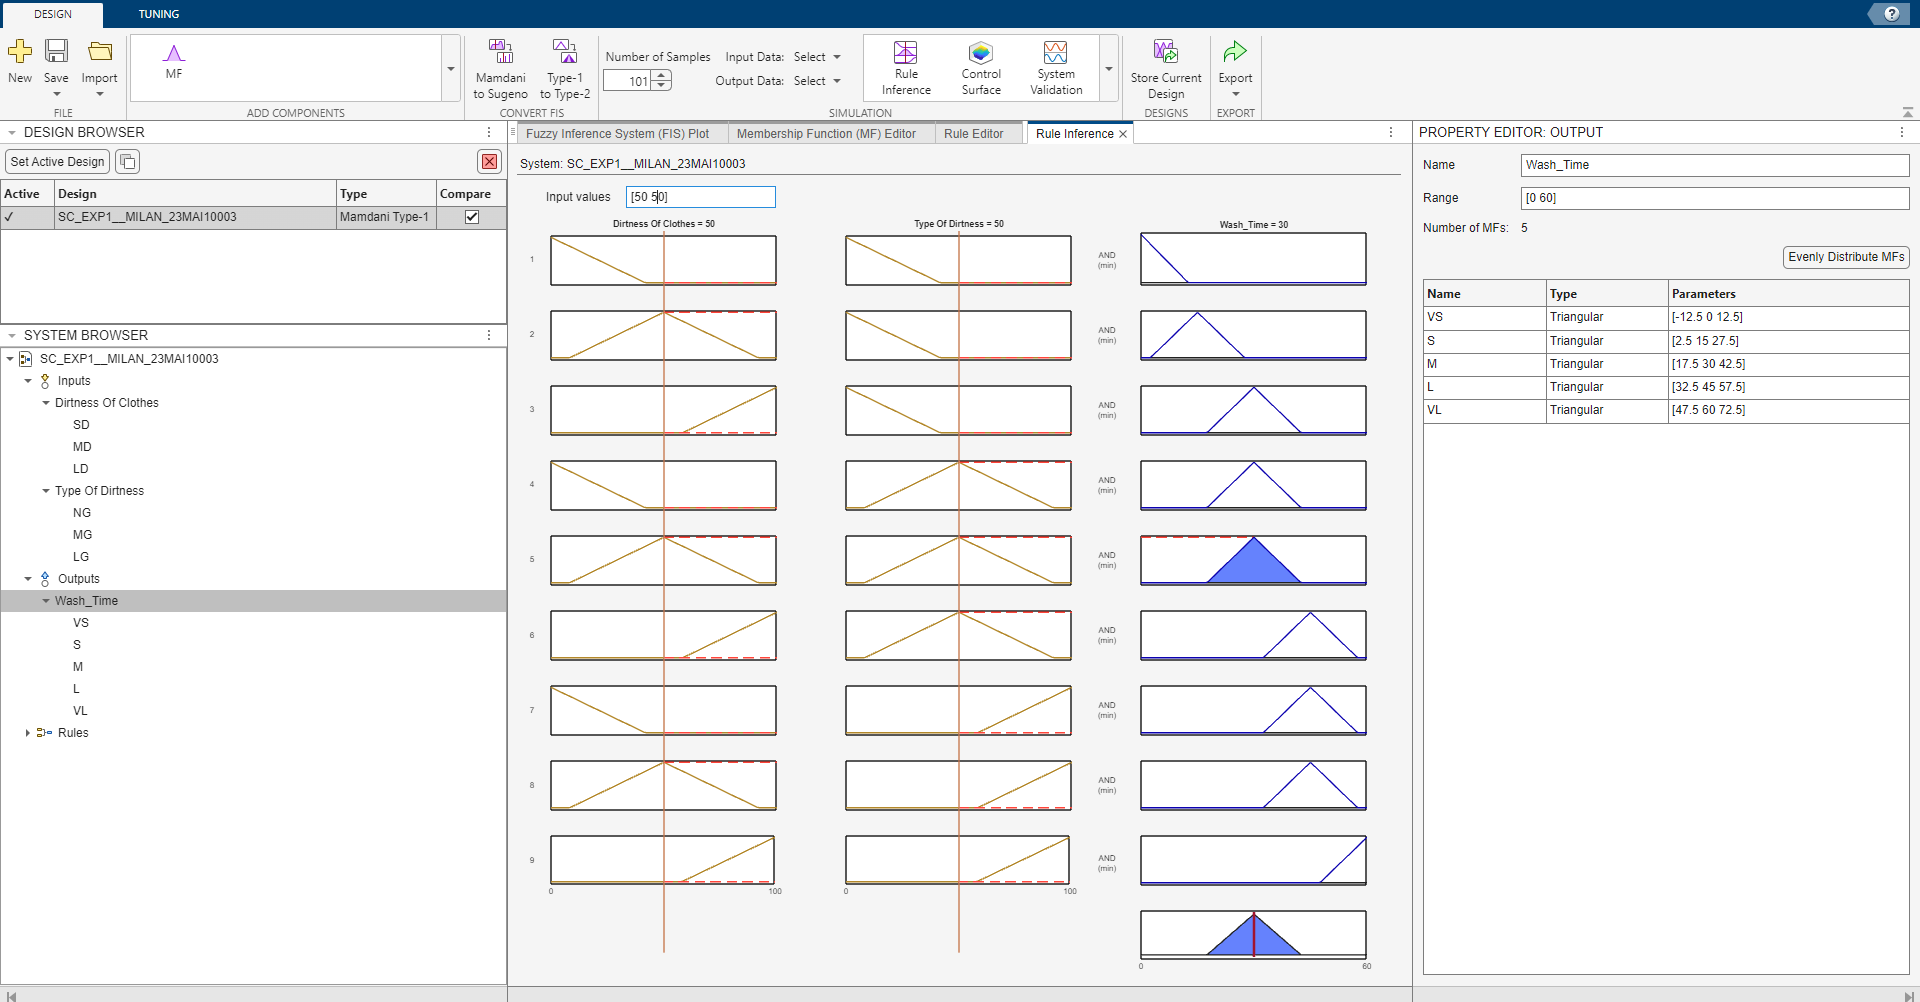 DESIGN TUNING
?
New Save Import
FILE
MF
ADD COMPONENTS
Mamdani to Sugeno
Type-1 to Type-2
CONVERT FIS
Number of Samples
101
Input Data: Select
Output Data: Select
Rule Inference
Control Surface
System Validation
SIMULATION
Store Current Design
DESIGNS
Export
EXPORT
DESIGN BROWSER
Set Active Design
Active Design Type Compare
SC_EXP1__MILAN_23MAI10003 Mamdani Type-1
SYSTEM BROWSER
SC_EXP1__MILAN_23MAI10003
Inputs
Dirtness Of Clothes
SD
MD
LD
Type Of Dirtness
NG
MG
LG
Outputs
Wash_Time
VS
S
M
L
VL
Rules
Fuzzy Inference System (FIS) Plot Membership Function (MF) Editor Rule Editor Rule Inference
System: SC_EXP1__MILAN_23MAI10003
Input values [50 50]
Dirtness Of Clothes = 50 Type Of Dirtness = 50 Wash_Time = 30
1 AND (min)
2 AND (min)
3 AND (min)
4 AND (min)
5 AND (min)
6 AND (min)
7 AND (min)
8 AND (min)
9 AND (min)
0 100 0 100
0 60
PROPERTY EDITOR: OUTPUT
Name Wash_Time
Range [0 60]
Number of MFs: 5
Evenly Distribute MFs
Name Type Parameters
VS Triangular [-12.5 0 12.5]
S Triangular [2.5 15 27.5]
M Triangular [17.5 30 42.5]
L Triangular [32.5 45 57.5]
VL Triangular [47.5 60 72.5]